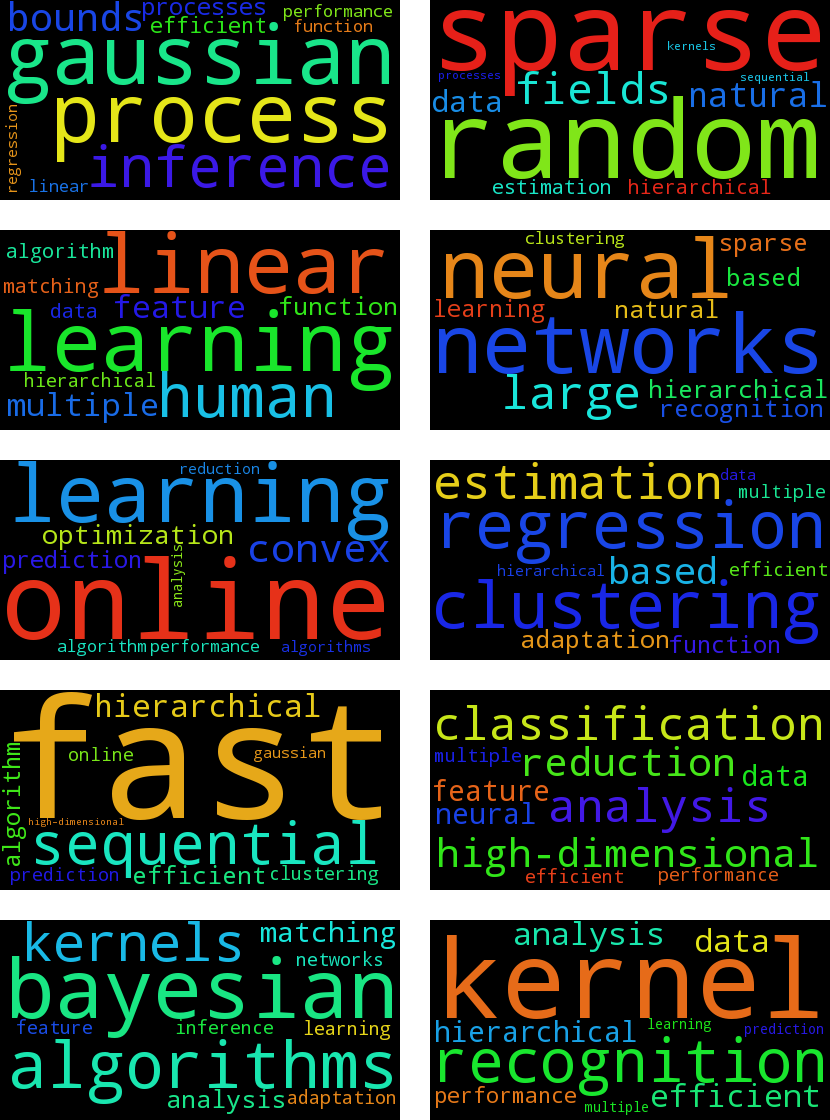 bounds processes performance
efficient function
gaussian
process
regression
inference
linear
sparse
kernels
processes sequential
fields
data natural
random
estimation hierarchical
linear
algorithm
matching
data feature function
learning
hierarchical
multiple human
clustering
neural sparse
based
learning natural
networks
large hierarchical
recognition
reduction
learning
optimization
prediction convex
analysis
online
algorithm performance algorithms
estimation data
multiple
regression
hierarchical based efficient
clustering
adaptation function
hierarchical
fast
online gaussian
algorithm
high-dimensional
sequential
prediction efficient clustering
classification
multiple reduction
data
feature
neural analysis
high-dimensional
efficient performance
kernels matching
networks
bayesian
feature inference learning
algorithms
analysis adaptation
analysis data
kernel
hierarchical learning prediction
recognition
performance efficient
multiple